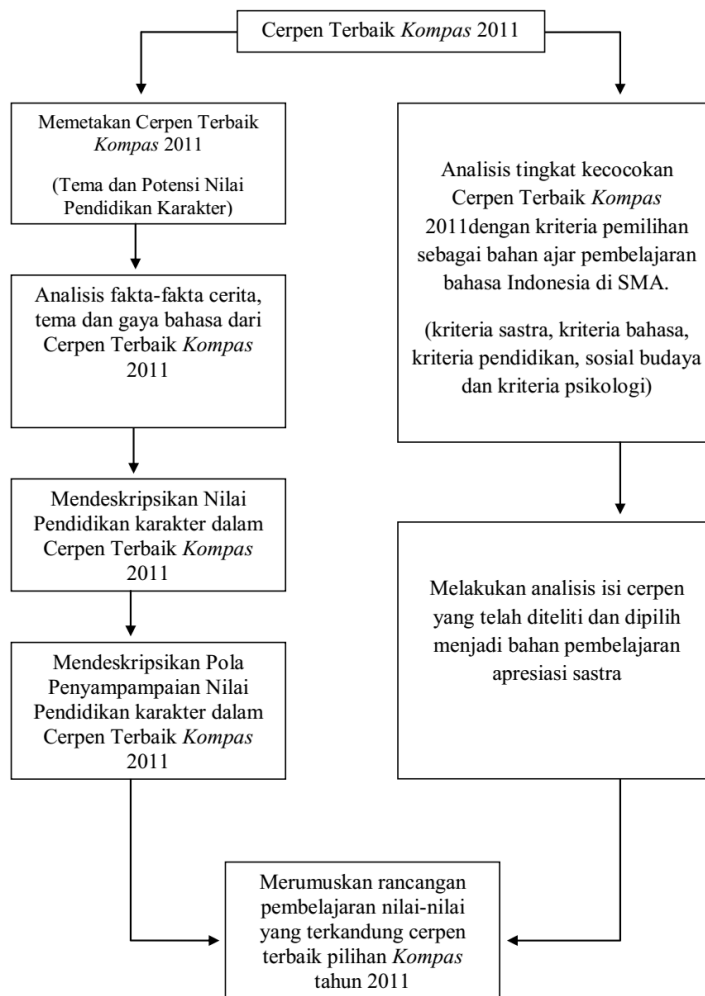 Cerpen Terbaik Kompas 2011
Memetakan Cerpen Terbaik
Kompas 2011
(Tema dan Potensi Nilai
Pendidikan Karakter)
Analisis fakta-fakta cerita,
tema dan gaya bahasa dari
Cerpen Terbaik Kompas
2011
Mendeskripsikan Nilai
Pendidikan karakter dalam
Cerpen Terbaik Kompas
2011
Mendeskripsikan Pola
Penyampampaian Nilai
Pendidikan karakter dalam
Cerpen Terbaik Kompas
2011
Analisis tingkat kecocokan
Cerpen Terbaik Kompas
2011dengan kriteria pemilihan
sebagai bahan ajar pembelajaran
bahasa Indonesia di SMA.
(kriteria sastra, kriteria bahasa,
kriteria pendidikan, sosial budaya
dan kriteria psikologi)
Melakukan analisis isi cerpen
yang telah diteliti dan dipilih
menjadi bahan pembelajaran
apresiasi sastra
Merumuskan rancangan
pembelajaran nilai-nilai
yang terkandung cerpen
terbaik pilihan Kompas
tahun 2011